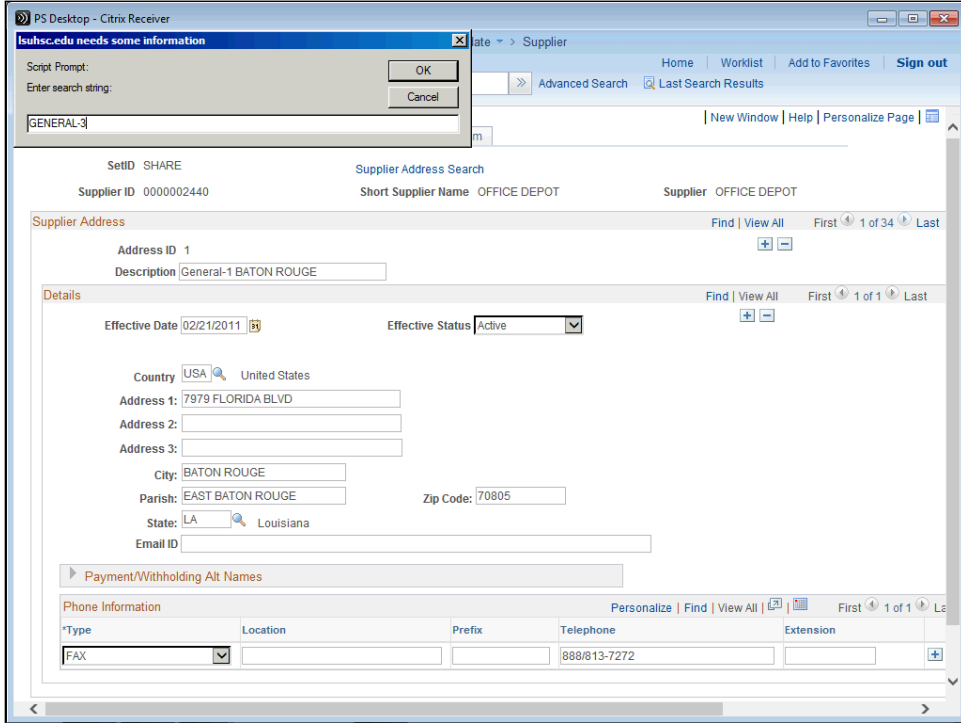 PS Desktop - Citrix Receiver
lsuhsc.edu needs some information
Script Prompt:
Enter search string:
OK
Cancel
GENERAL-3
late > Supplier
Home | Worklist | Add to Favorites | Sign out
Advanced Search Last Search Results
New Window | Help | Personalize Page
m
SetID SHARE Supplier Address Search
Supplier ID 0000002440 Short Supplier Name OFFICE DEPOT Supplier OFFICE DEPOT
Supplier Address Find | View All First 1 of 34 Last
Address ID 1
Description General-1 BATON ROUGE
Details Find | View All First 1 of 1 Last
Effective Date 02/21/2011 Effective Status Active
Country USA United States
Address 1: 7979 FLORIDA BLVD
Address 2:
Address 3:
City: BATON ROUGE
Parish: EAST BATON ROUGE Zip Code: 70805
State: LA Louisiana
Email ID
Payment/Withholding Alt Names
Phone Information Personalize | Find | View All | First 1 of 1 La
*Type Location Prefix Telephone Extension
FAX 888/813-7272